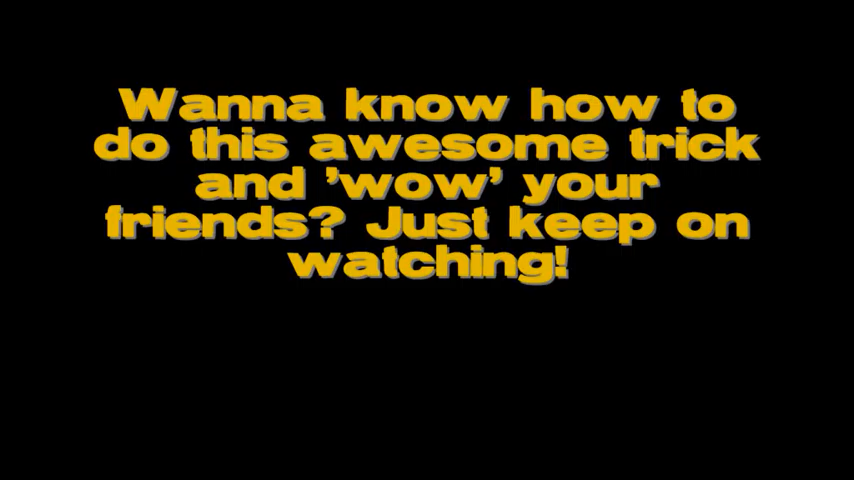 Wanna know how to
do this awesome trick
and 'wow' your
friends? Just keep on
watching!